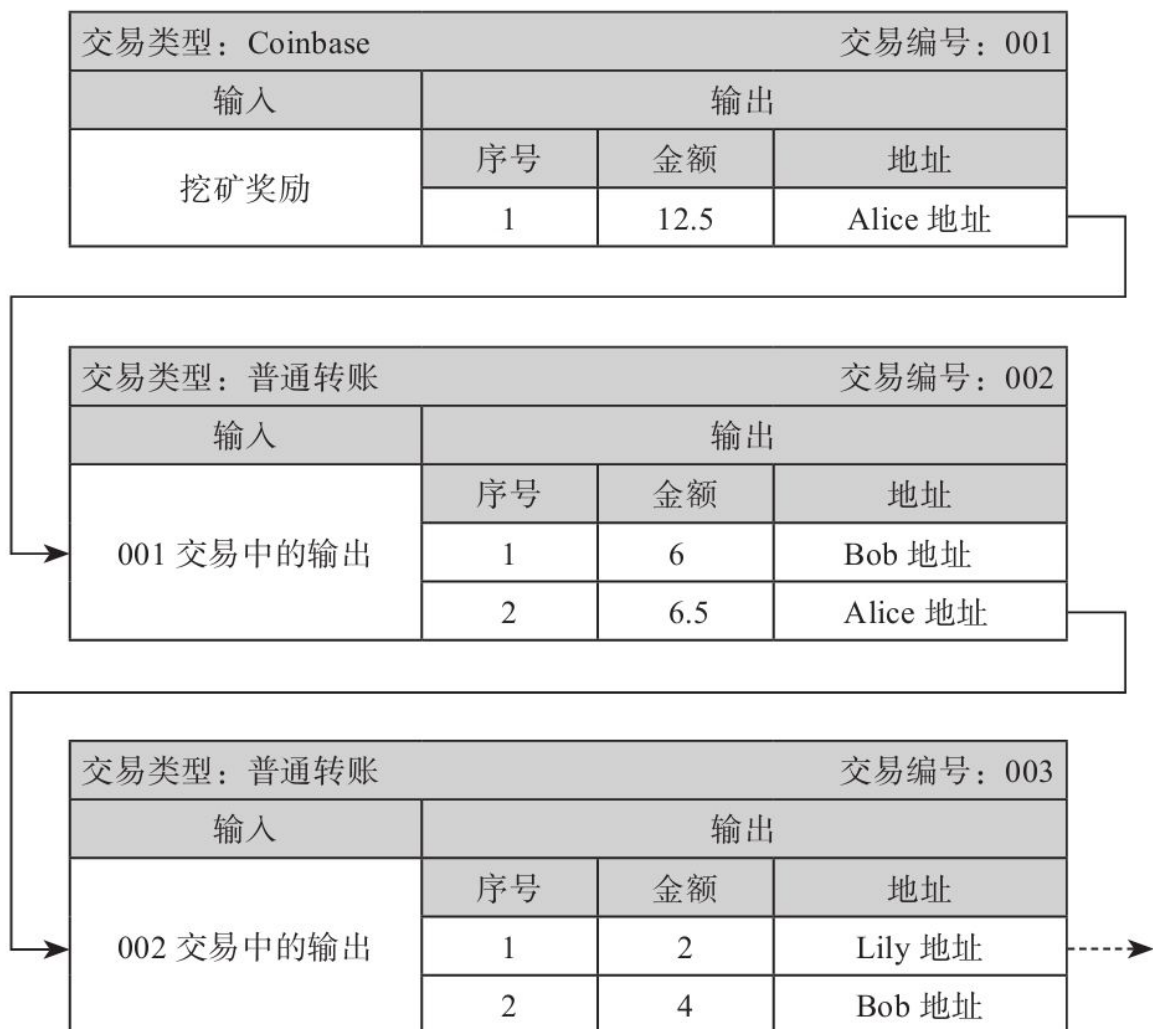 交易类型：Coinbase 交易编号：001
输入 输出
挖矿奖励
序号 金额 地址
1 12.5 Alice 地址
交易类型：普通转账 交易编号：002
输入 输出
序号 金额 地址
001 交易中的输出
1 6 Bob 地址
2 6.5 Alice 地址
交易类型：普通转账 交易编号：003
输入 输出
序号 金额 地址
002 交易中的输出
1 2 Lily 地址
2 4 Bob 地址